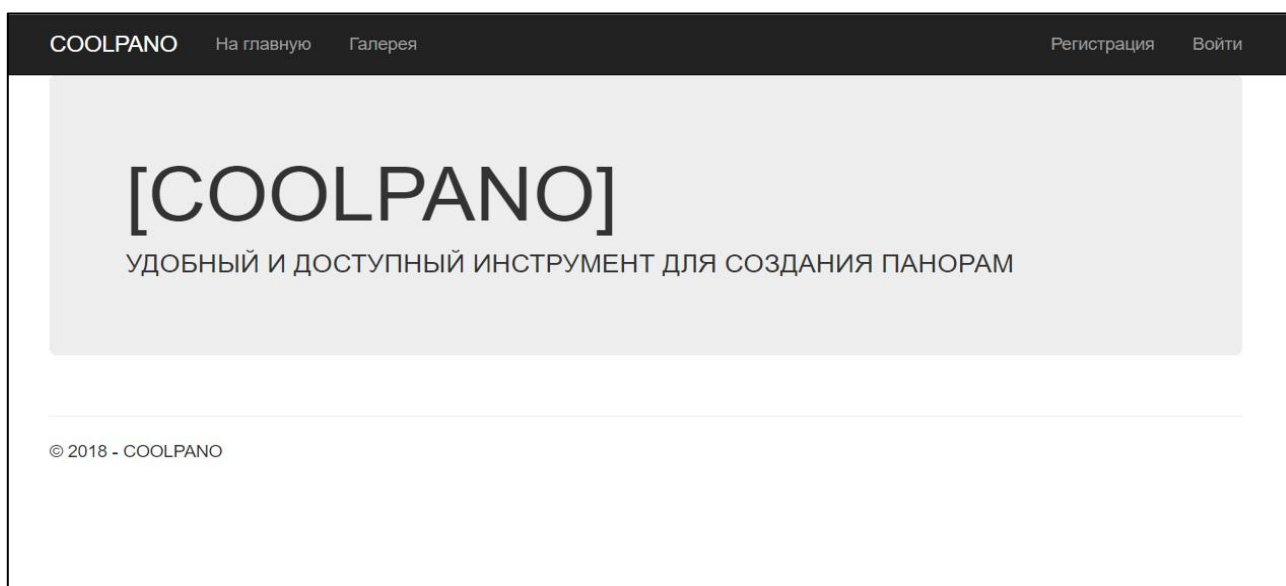 COOLPANO На главную Галерея Регистрация Войти
[COOLPANO]
УДОБНЫЙ И ДОСТУПНЫЙ ИНСТРУМЕНТ ДЛЯ СОЗДАНИЯ ПАНОРАМ
© 2018 - COOLPANO